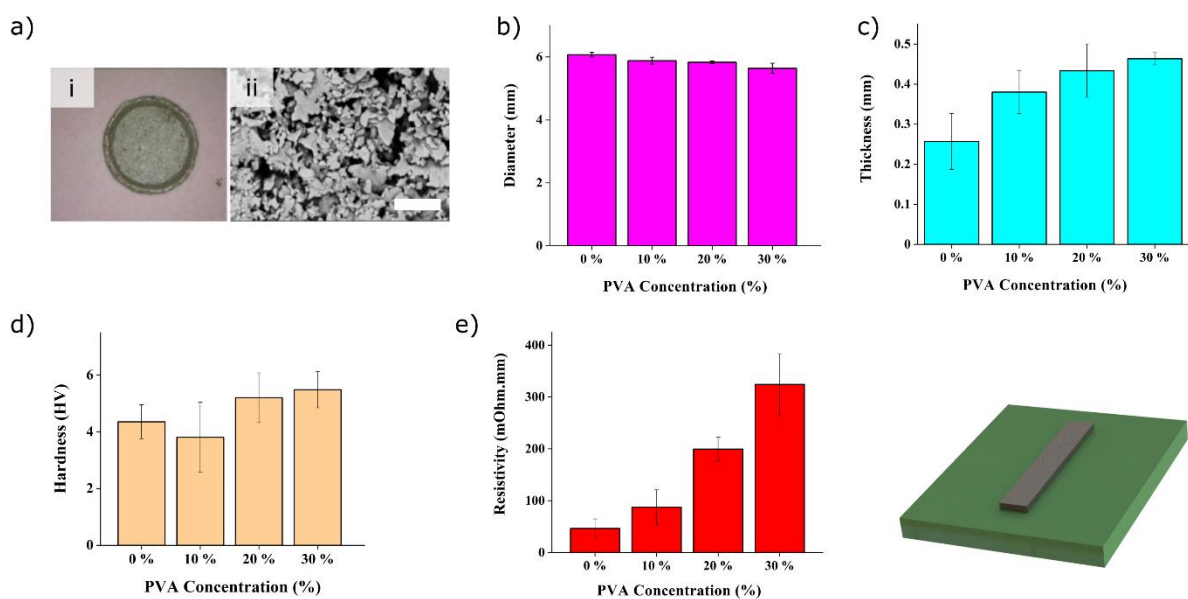 a)
i
ii
b)
Diameter (mm)
6
4
2
0
0 %
10 %
20 %
30 %
PVA Concentration (%)
c)
Thickness (mm)
0.5
0.4
0.3
0.2
0.1
0
0 %
10 %
20 %
30 %
PVA Concentration (%)
d)
Hardness (HV)
6
4
2
0
0 %
10 %
20 %
30 %
PVA Concentration (%)
e)
Resistivity (mOhm.mm)
400
300
200
100
0
0 %
10 %
20 %
30 %
PVA Concentration (%)